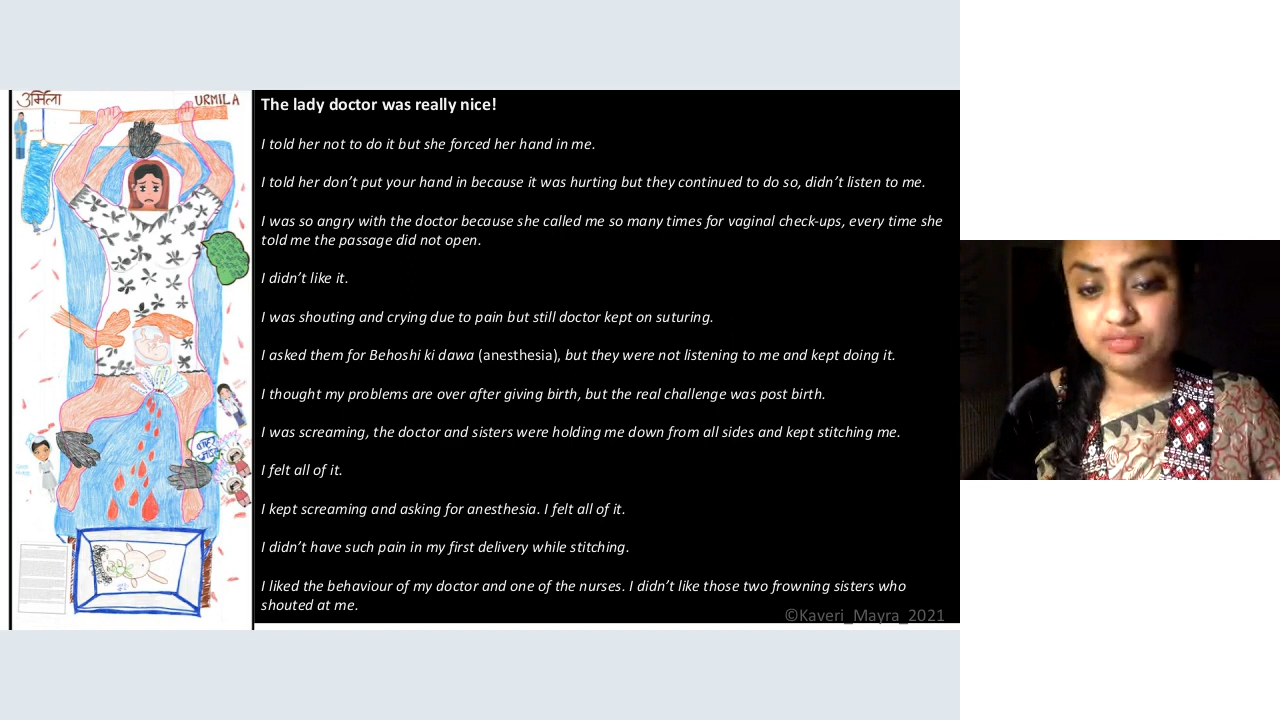 उर्मिला
URMILA
The lady doctor was really nice!
I told her not to do it but she forced her hand in me.
I told her don’t put your hand in because it was hurting but they continued to do so, didn’t listen to me.
I was so angry with the doctor because she called me so many times for vaginal check-ups, every time she
told me the passage did not open.
I didn’t like it.
I was shouting and crying due to pain but still doctor kept on suturing.
I asked them for Behoshi ki dawa (anesthesia), but they were not listening to me and kept doing it.
I thought my problems are over after giving birth, but the real challenge was post birth.
I was screaming, the doctor and sisters were holding me down from all sides and kept stitching me.
I felt all of it.
I kept screaming and asking for anesthesia. I felt all of it.
I didn’t have such pain in my first delivery while stitching.
I liked the behaviour of my doctor and one of the nurses. I didn’t like those two frowning sisters who
shouted at me.
©Kaveri_Mayra_2021